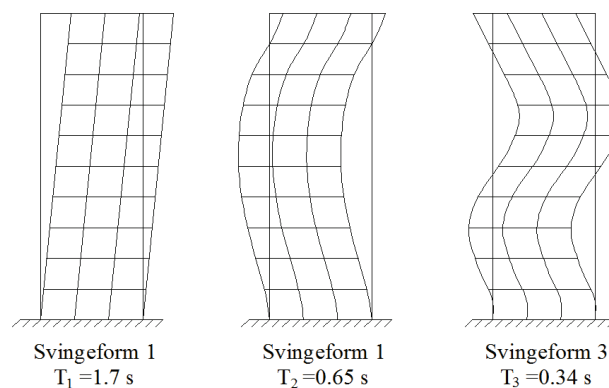 Svingeform 1
T₁ =1.7 s
Svingeform 1
T₂ =0.65 s
Svingeform 3
T₃ =0.34 s